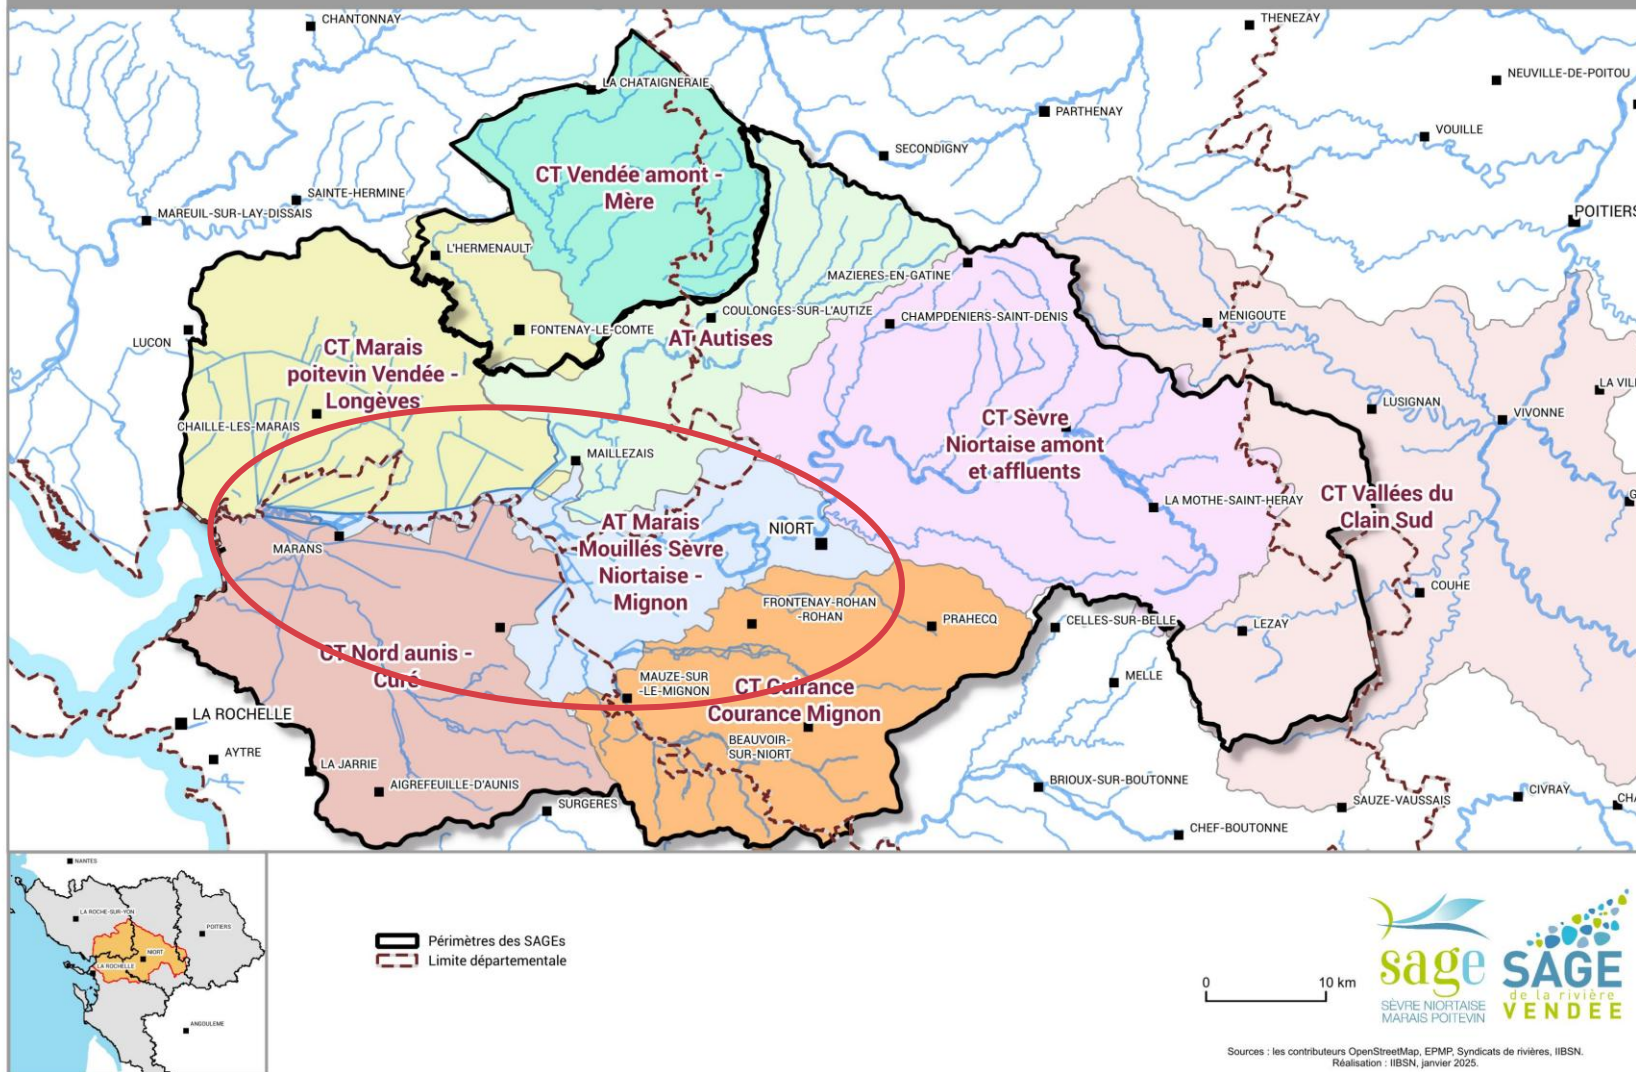 CHANTONNAY
THENEZAY
NEUVILLE-DE-POITOU
LA CHATAIGNERAIE
PARTHENAY
VOUILLE
SECONDIGNY
CT Vendée amont -
Mère
SAINTE-HERMINE
MAREUIL-SUR-LAY-DISSAIS
POITIERS
L'HERMENAULT
MAZIERES-EN-GATINE
COULONGES-SUR-L'AUTIZE
CHAMPDENIERS-SAINT-DENIS
MENIGOUTE
FONTENAY-LE-COMTE
LUCON
AT Autises
CT Marais
poitevin Vendée -
Longèves
LA VILL
LUSIGNAN
VIVONNE
CHAILLE-LES-MARAIS
CT Sèvre
Niortaise amont
et affluents
MAILLEZAIS
LA MOTHE-SAINT-HERAY
G
CT Vallées du
Clain Sud
AT Marais
Mouillés Sèvre
Niortaise -
Mignon
NIORT
MARANS
COUHE
FRONTENAY-ROHAN
-ROHAN
PRAHECQ
CELLES-SUR-BELLE
LEZAY
CT Nord aunis -
Curé
MAUZE-SUR
-LE-MIGNON
MELLE
CT Guirance
Courance Mignon
LA ROCHELLE
BEAUVOIR-
SUR-NIORT
AYTRE
LA JARRIE
AIGREFEUILLE-D'AUNIS
SURGERES
BRIOUX-SUR-BOUTONNE
SAUZE-VAUSSAIS
CIVRAY
CHA
CHEF-BOUTONNE
NANTES
LA ROCHE-SUR-YON
POITIERS
NIORT
LA ROCHELLE
ANGOULEME
Périmètres des SAGEs
Limite départementale
0 10 km
sage
SÈVRE NIORTAISE
MARAIS POITEVIN
SAGE
de la rivière
VENDEE
Sources : les contributeurs OpenStreetMap, EPMP, Syndicats de rivières, IIBSN.
Réalisation : IIBSN, janvier 2025.